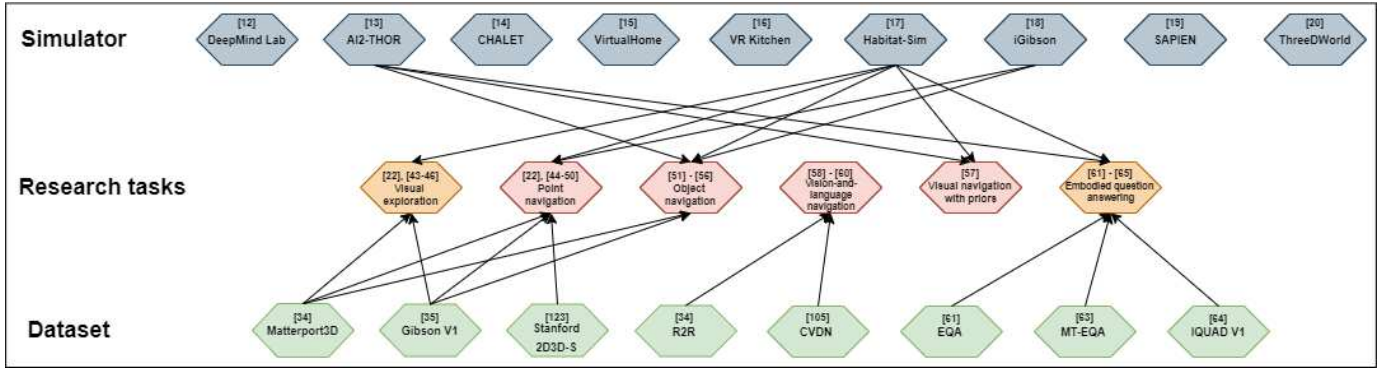 Simulator
[12]
DeepMind Lab
[13]
AI2-THOR
[14]
CHALET
[15]
VirtualHome
[16]
VR Kitchen
[17]
Habitat-Sim
[18]
iGibson
[19]
SAPIEN
[20]
ThreeDWorld
Research tasks
[22], [43-46]
Visual
exploration
[22], [44-50]
Point
navigation
[51] - [56]
Object
navigation
[58] - [60]
Vision-and-
language
navigation
[57]
Visual navigation
with priors
[61] - [65]
Embodied question
answering
Dataset
[34]
Matterport3D
[35]
Gibson V1
[123]
Stanford
2D3D-S
[34]
R2R
[105]
CVDN
[61]
EQA
[63]
MT-EQA
[64]
IQUAD V1